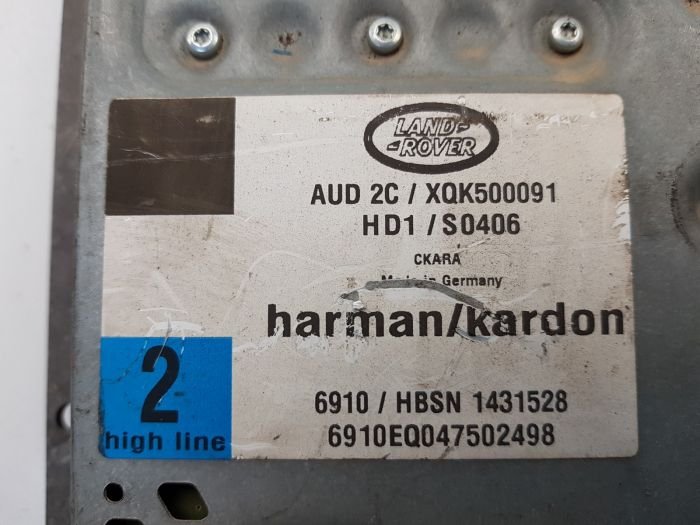 LAND-
-ROVER
AUD 2C / XQK500091
HD1 / S0406
CKARA
Made in Germany
harman/kardon
2
high line
6910 / HBSN 1431528
6910EQ047502498